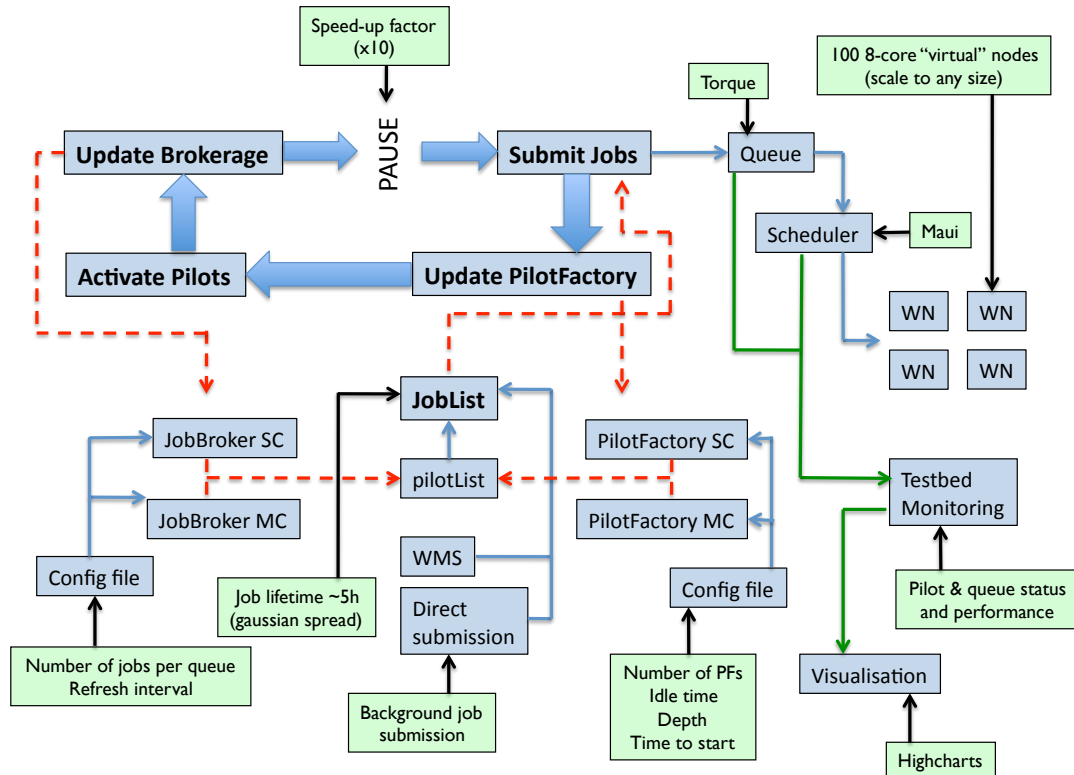 Speed-up factor
(x10)
100 8-core “virtual” nodes
(scale to any size)
Torque
PAUSE
Update Brokerage
Submit Jobs
Queue
Scheduler
Maui
Activate Pilots
Update PilotFactory
WN
WN
WN
WN
JobList
JobBroker SC
PilotFactory SC
pilotList
Testbed
Monitoring
JobBroker MC
PilotFactory MC
WMS
Config file
Config file
Job lifetime ~5h
(gaussian spread)
Direct
submission
Pilot & queue status
and performance
Number of jobs per queue
Refresh interval
Number of PFs
Idle time
Depth
Time to start
Visualisation
Background job
submission
Highcharts